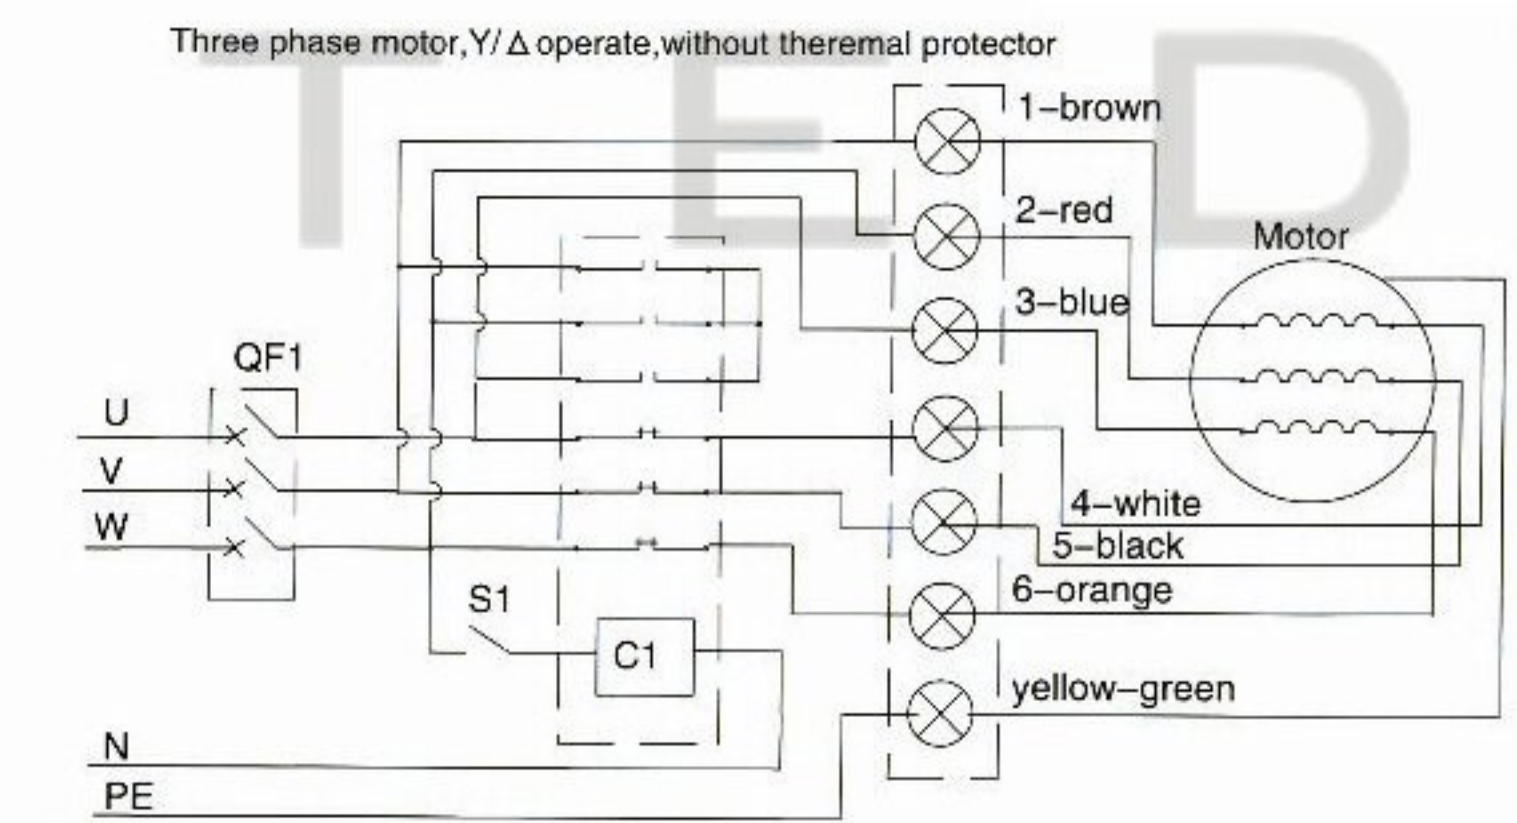 Three phase motor,Y/Δ operate,without theremal protector
T E D
1–brown
2–red
Motor
3–blue
QF1
U
V
4–white
W
5–black
S1
6–orange
C1
yellow–green
N
PE